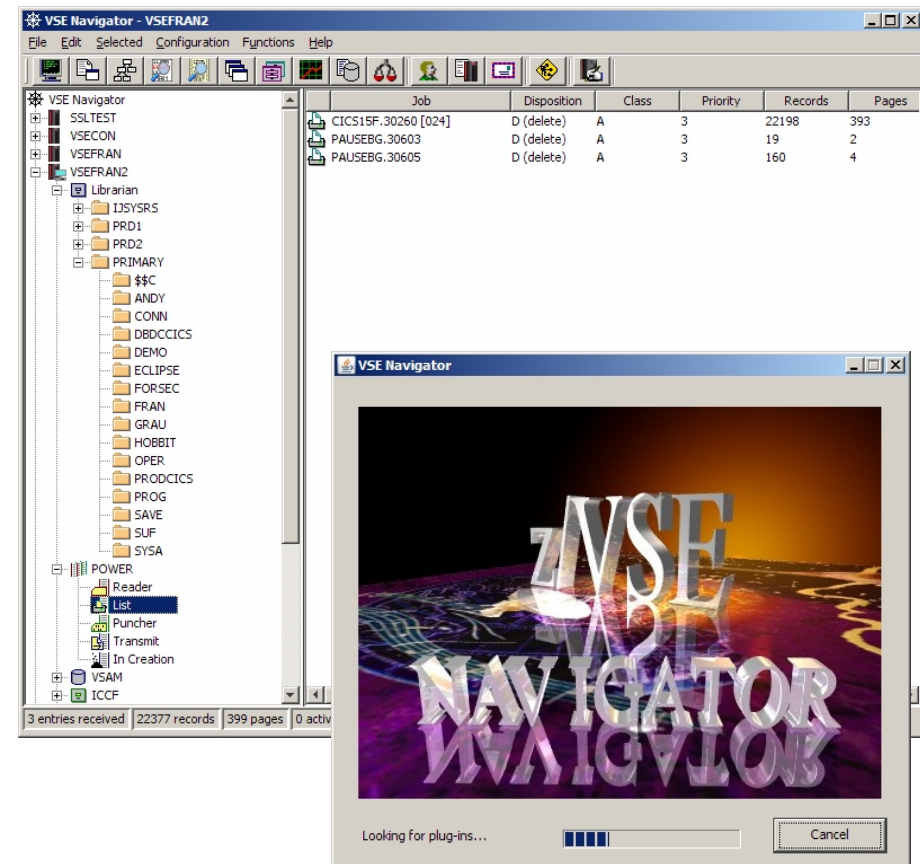 VSE Navigator - VSEFRAN2
File Edit Selected Configuration Functions Help
VSE Navigator
SSLTEST
VSECON
VSEFRAN
VSEFRAN2
Librarian
IJSYSRS
PRD1
PRD2
PRIMARY
$$C
ANDY
CONN
DBDCCICS
DEMO
ECLIPSE
FORSEC
FRAN
GRAU
HOBBIT
OPER
PRODCICS
PROG
SAVE
SUF
SYSA
POWER
Reader
List
Puncher
Transmit
In Creation
VSAM
ICCF
Job Disposition Class Priority Records Pages
CICS15F.30260 [024] D (delete) A 3 22198 393
PAUSEBG.30603 D (delete) A 3 19 2
PAUSEBG.30605 D (delete) A 3 160 4
3 entries received 22377 records 399 pages 0 activ
VSE Navigator
z/VSE
NAVIGATOR
Looking for plug-ins...
Cancel